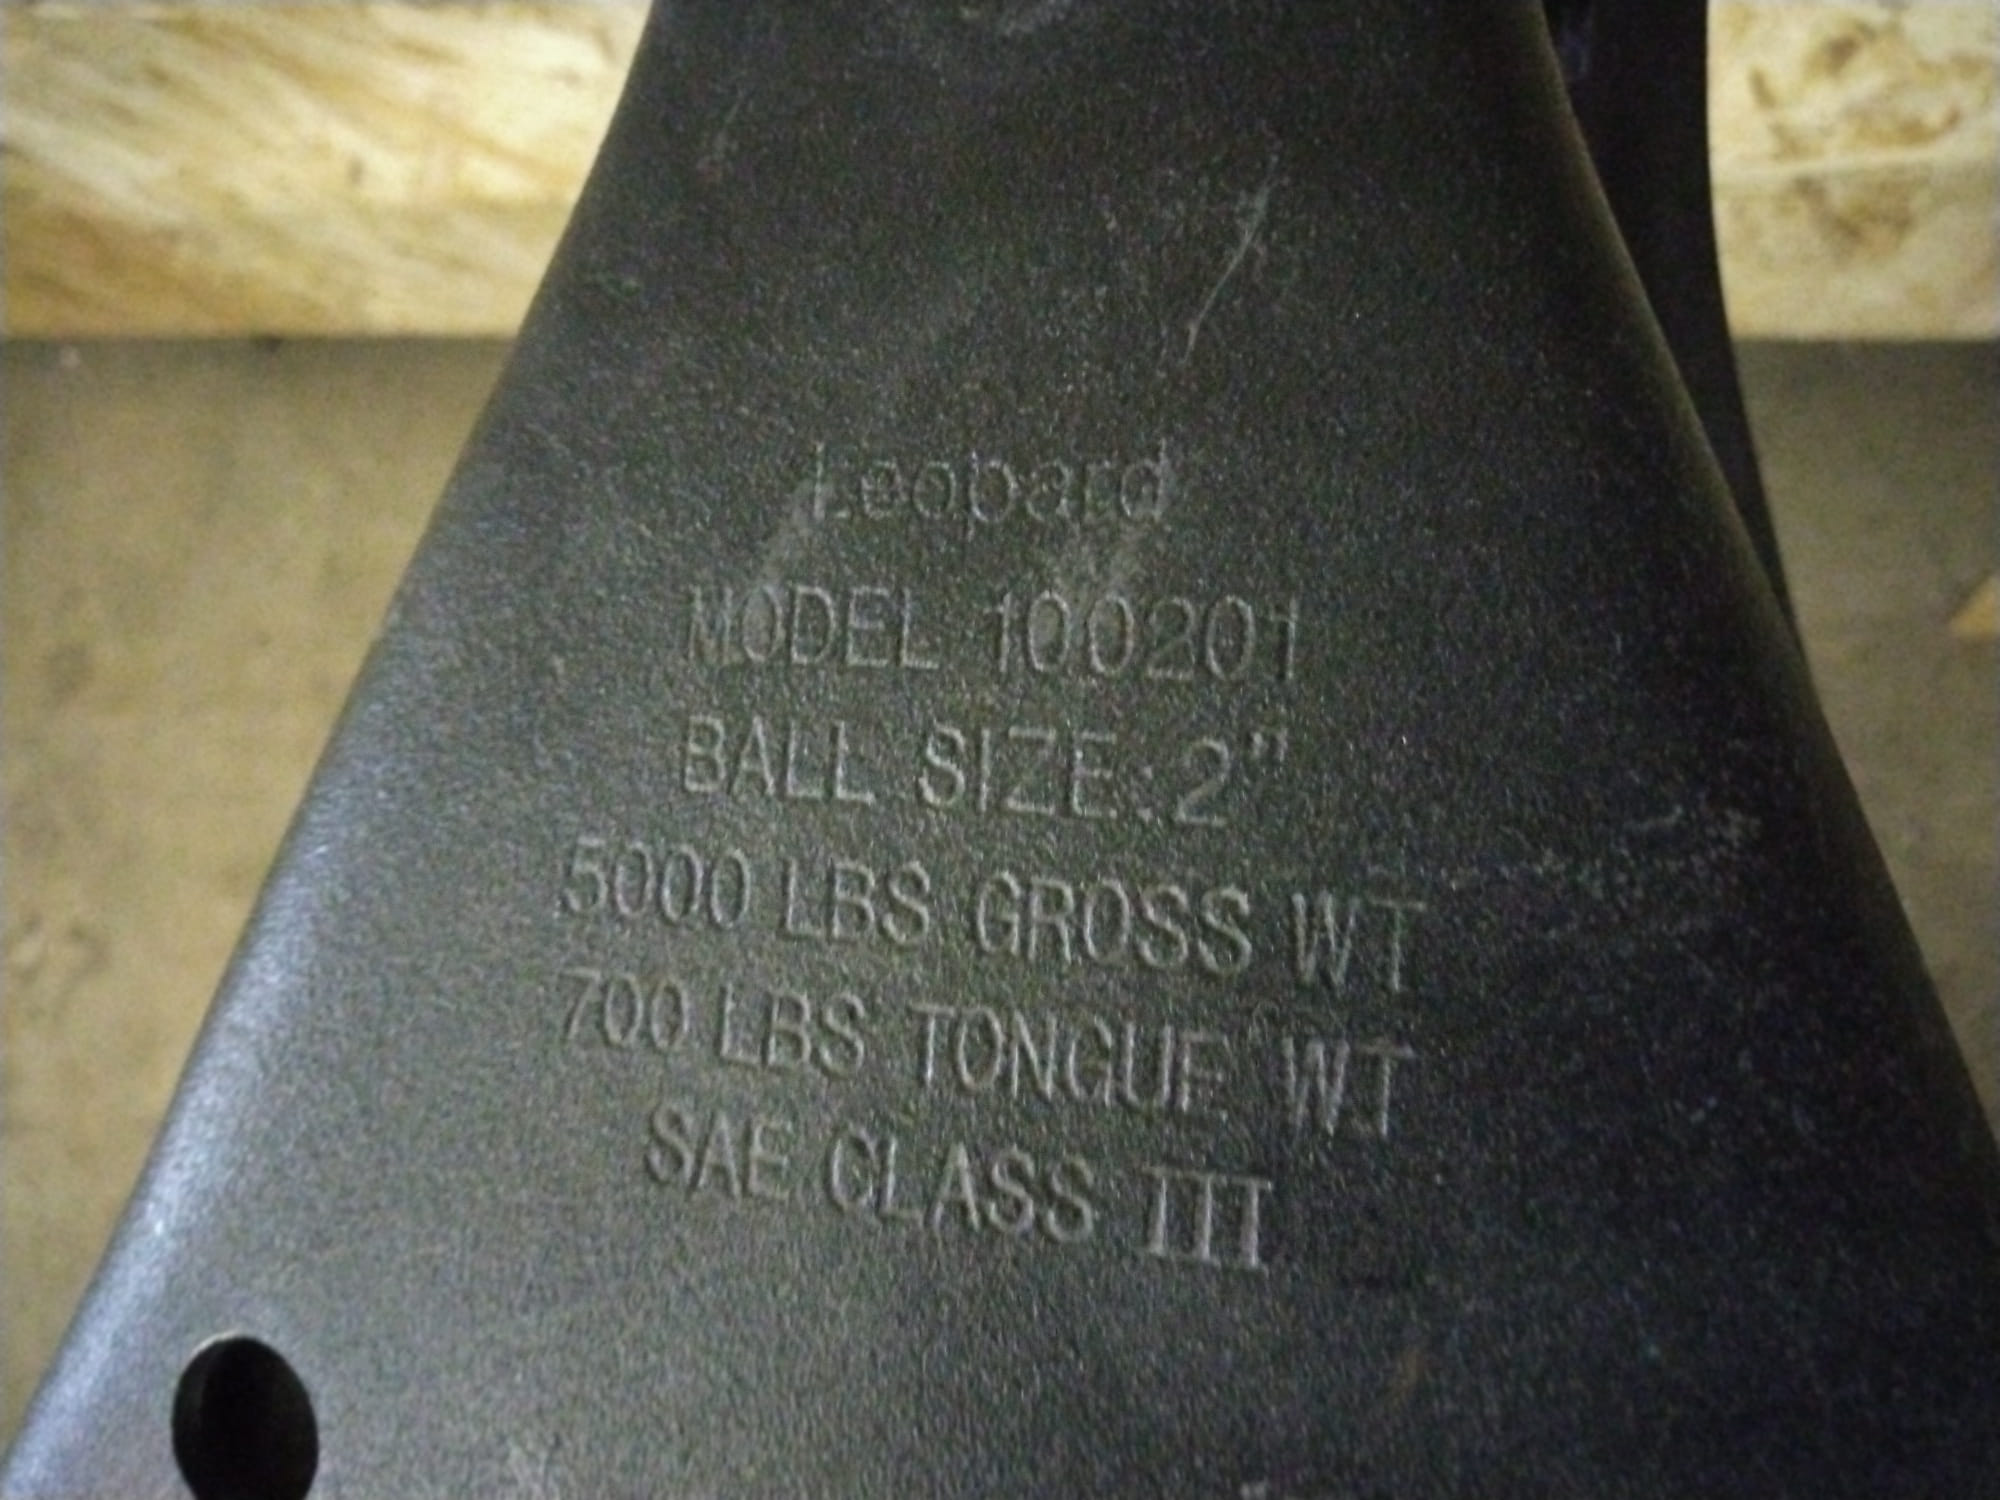 Leopard
MODEL 100201
BALL SIZE: 2"
5000 LBS GROSS WT
700 LBS TONGUE WT
SAE CLASS III